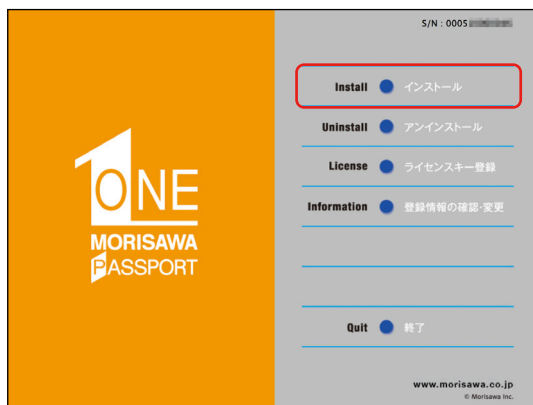 S/N : 0005
1
ONE
MORISAWA
PASSPORT
Install インストール
Uninstall アンインストール
License ライセンスキー登録
Information 登録情報の確認・変更
Quit 終了
www.morisawa.co.jp
© Morisawa Inc.